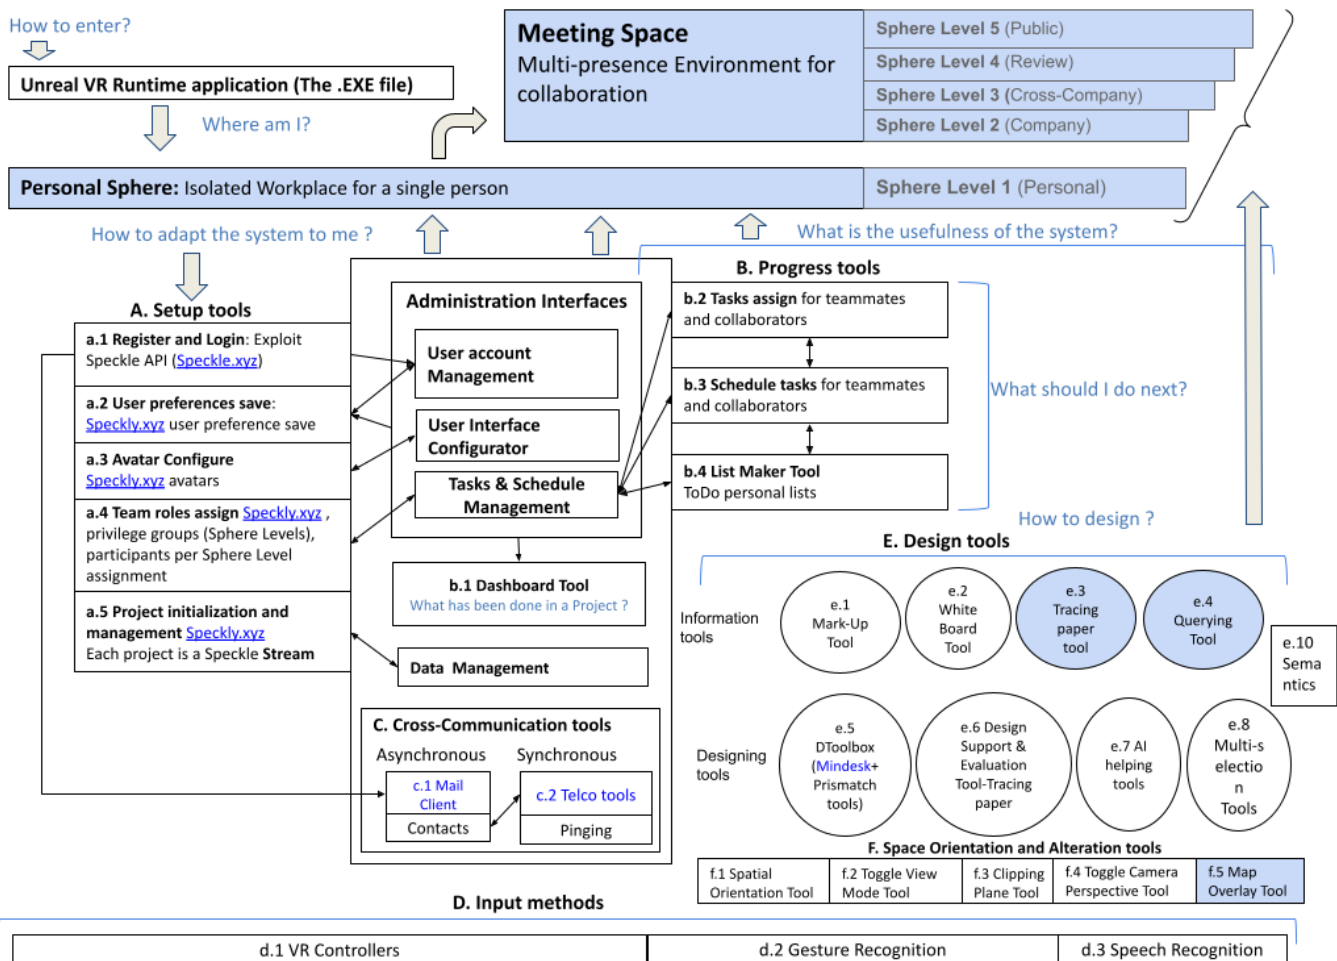 How to enter?
Unreal VR Runtime application (The .EXE file)
Where am I?
Meeting Space
Multi-presence Environment for
collaboration
Sphere Level 5 (Public)
Sphere Level 4 (Review)
Sphere Level 3 (Cross-Company)
Sphere Level 2 (Company)
Personal Sphere: Isolated Workplace for a single person
Sphere Level 1 (Personal)
How to adapt the system to me ?
What is the usefulness of the system?
A. Setup tools
a.1 Register and Login: Exploit
Speckle API (Speckle.xyz)
a.2 User preferences save:
Speckly.xyz user preference save
a.3 Avatar Configure
Speckly.xyz avatars
a.4 Team roles assign Speckly.xyz ,
privilege groups (Sphere Levels),
participants per Sphere Level
assignment
a.5 Project initialization and
management Speckly.xyz
Each project is a Speckle Stream
Administration Interfaces
User account
Management
User Interface
Configurator
Tasks & Schedule
Management
b.1 Dashboard Tool
What has been done in a Project ?
Data Management
C. Cross-Communication tools
Asynchronous
Synchronous
c.1 Mail
Client
Contacts
c.2 Telco tools
Pinging
B. Progress tools
b.2 Tasks assign for teammates
and collaborators
b.3 Schedule tasks for teammates
and collaborators
b.4 List Maker Tool
ToDo personal lists
What should I do next?
How to design ?
E. Design tools
Information
tools
e.1
Mark-Up
Tool
e.2
White
Board
Tool
e.3
Tracing
paper
tool
e.4
Querying
Tool
e.10
Sema
ntics
Designing
tools
e.5
DToolbox
(Mindesk+
Prismatch
tools)
e.6 Design
Support &
Evaluation
Tool-Tracing
paper
e.7 AI
helping
tools
e.8
Multi-s
electio
n
Tools
F. Space Orientation and Alteration tools
f.1 Spatial
Orientation Tool
f.2 Toggle View
Mode Tool
f.3 Clipping
Plane Tool
f.4 Toggle Camera
Perspective Tool
f.5 Map
Overlay Tool
D. Input methods
d.1 VR Controllers
d.2 Gesture Recognition
d.3 Speech Recognition